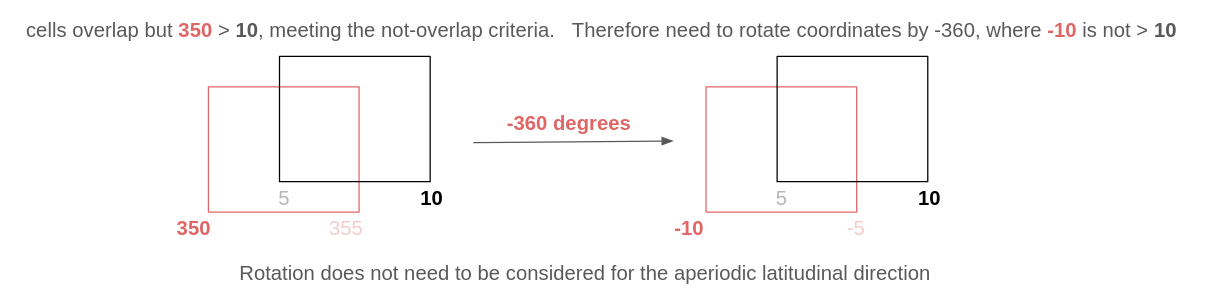 cells overlap but 350 > 10, meeting the not-overlap criteria. Therefore need to rotate coordinates by -360, where -10 is not > 10
-360 degrees
5 10 5 10
350 355 -10 -5
Rotation does not need to be considered for the aperiodic latitudinal direction